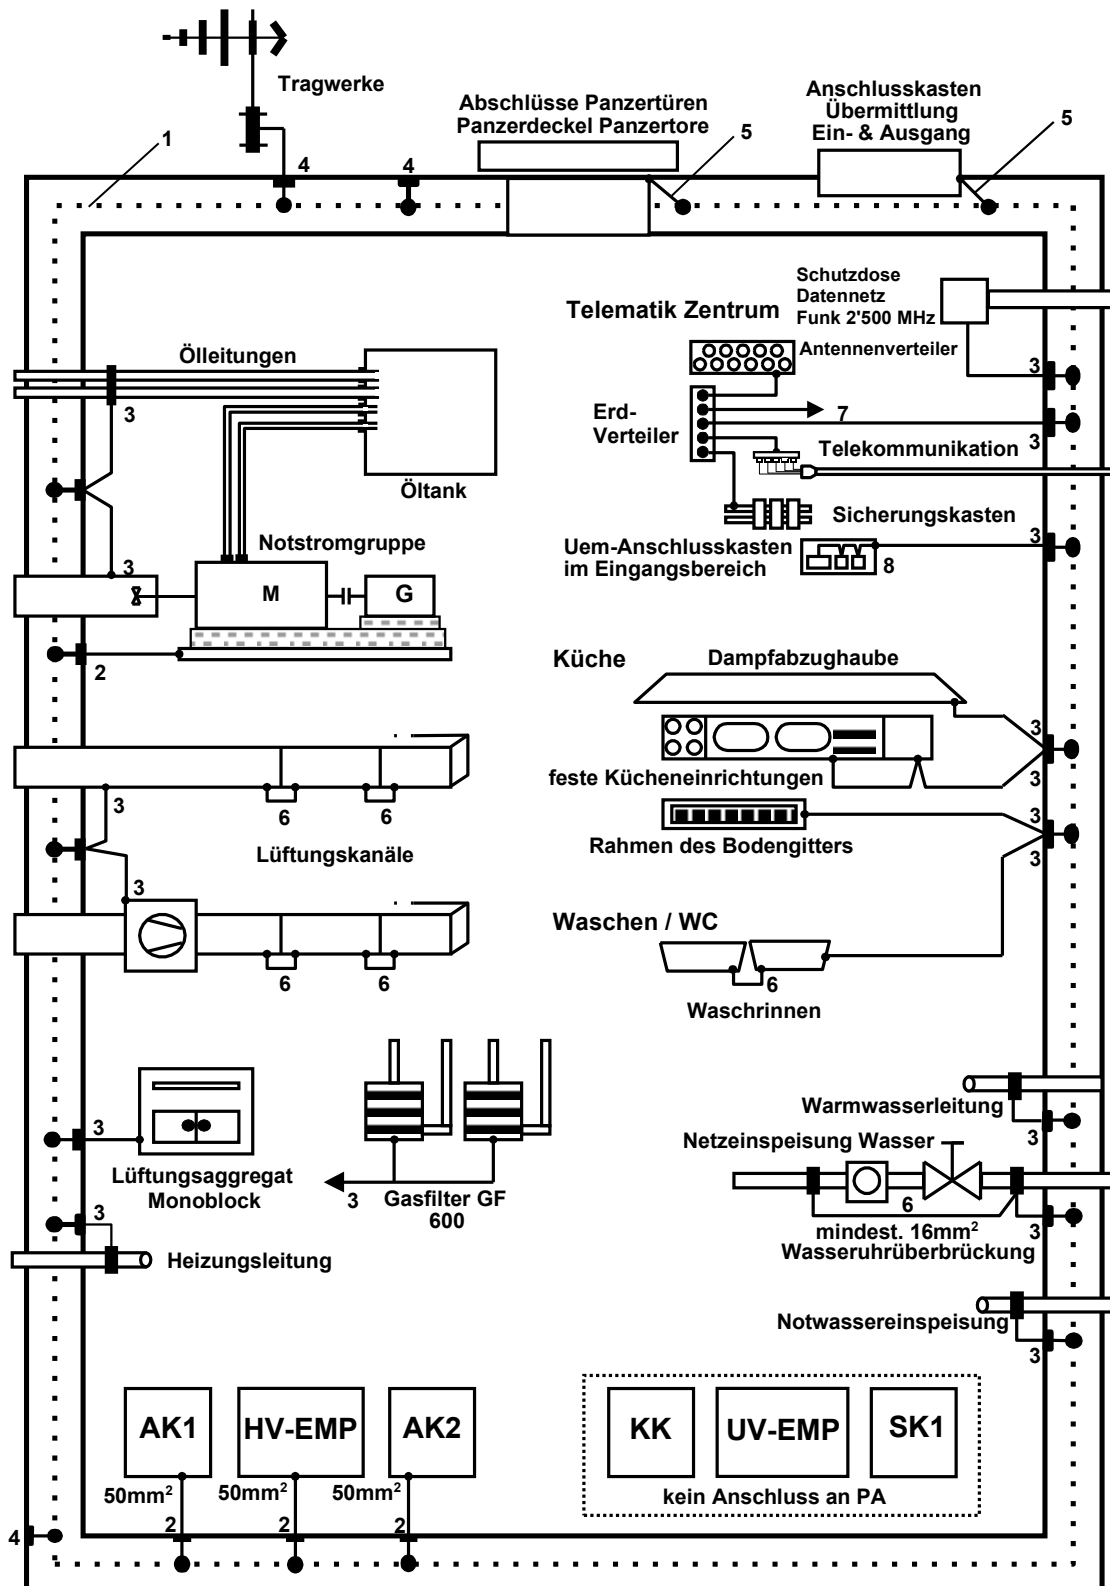 Tragwerke
Abschlüsse Panzertüren
Panzerdeckel Panzertore
Anschlusskasten
Übermittlung
Ein- & Ausgang
1
4
4
5
5
Schutzdose
Datennetz
Funk 2'500 MHz
Telematik Zentrum
Antennenverteiler
3
Ölleitungen
3
Öltank
Erd-
Verteiler
7
3
Telekommunikation
Sicherungskasten
Notstromgruppe
3
M
G
2
Uem-Anschlusskasten
im Eingangsbereich
8
3
Küche
Dampfabzughaube
3
3
feste Kücheneinrichtungen
3
6
6
Lüftungskanäle
3
6
6
Rahmen des Bodengitters
3
3
Waschen / WC
6
Waschrinnen
3
Lüftungsaggregat
Monoblock
3
Gasfilter GF
600
3
Heizungsleitung
Warmwasserleitung
3
Netzeinspeisung Wasser
6
mindest. 16mm²
Wasseruhrüberbrückung
3
Notwassereinspeisung
3
AK1
HV-EMP
AK2
50mm²
50mm²
50mm²
2
2
2
4
KK
UV-EMP
SK1
kein Anschluss an PA